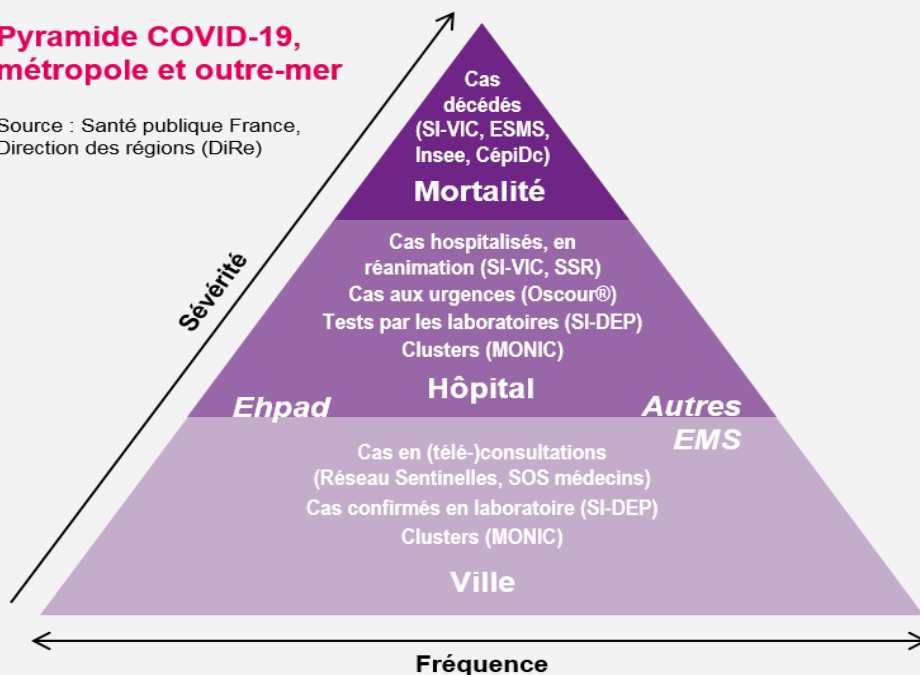 Pyramide COVID-19,
métropole et outre-mer
Source : Santé publique France,
Direction des régions (DiRe)
Sévérité
Cas
décédés
(SI-VIC, ESMS,
Insee, CépiDc)
Mortalité
Cas hospitalisés, en
réanimation (SI-VIC, SSR)
Cas aux urgences (Oscour®)
Tests par les laboratoires (SI-DEP)
Clusters (MONIC)
Hôpital
Ehpad
Autres
EMS
Cas en (télé-)consultations
(Réseau Sentinelles, SOS médecins)
Cas confirmés en laboratoire (SI-DEP)
Clusters (MONIC)
Ville
Fréquence